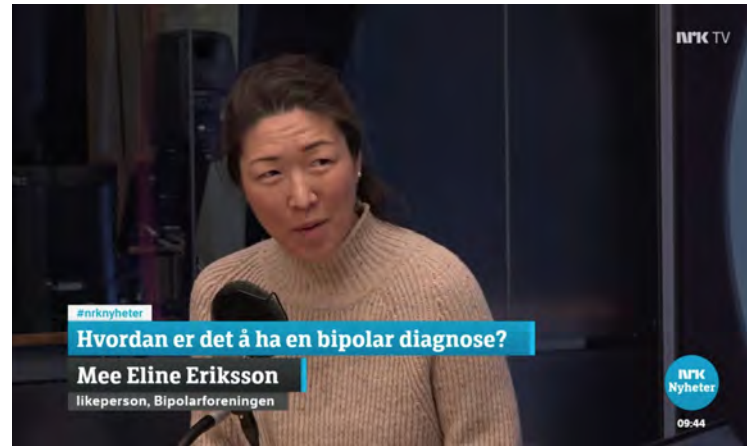 nrk TV
#nrknyheter
Hvordan er det å ha en bipolar diagnose?
Mee Eline Eriksson
likeperson, Bipolarforeningen
nrk
Nyheter
09:44